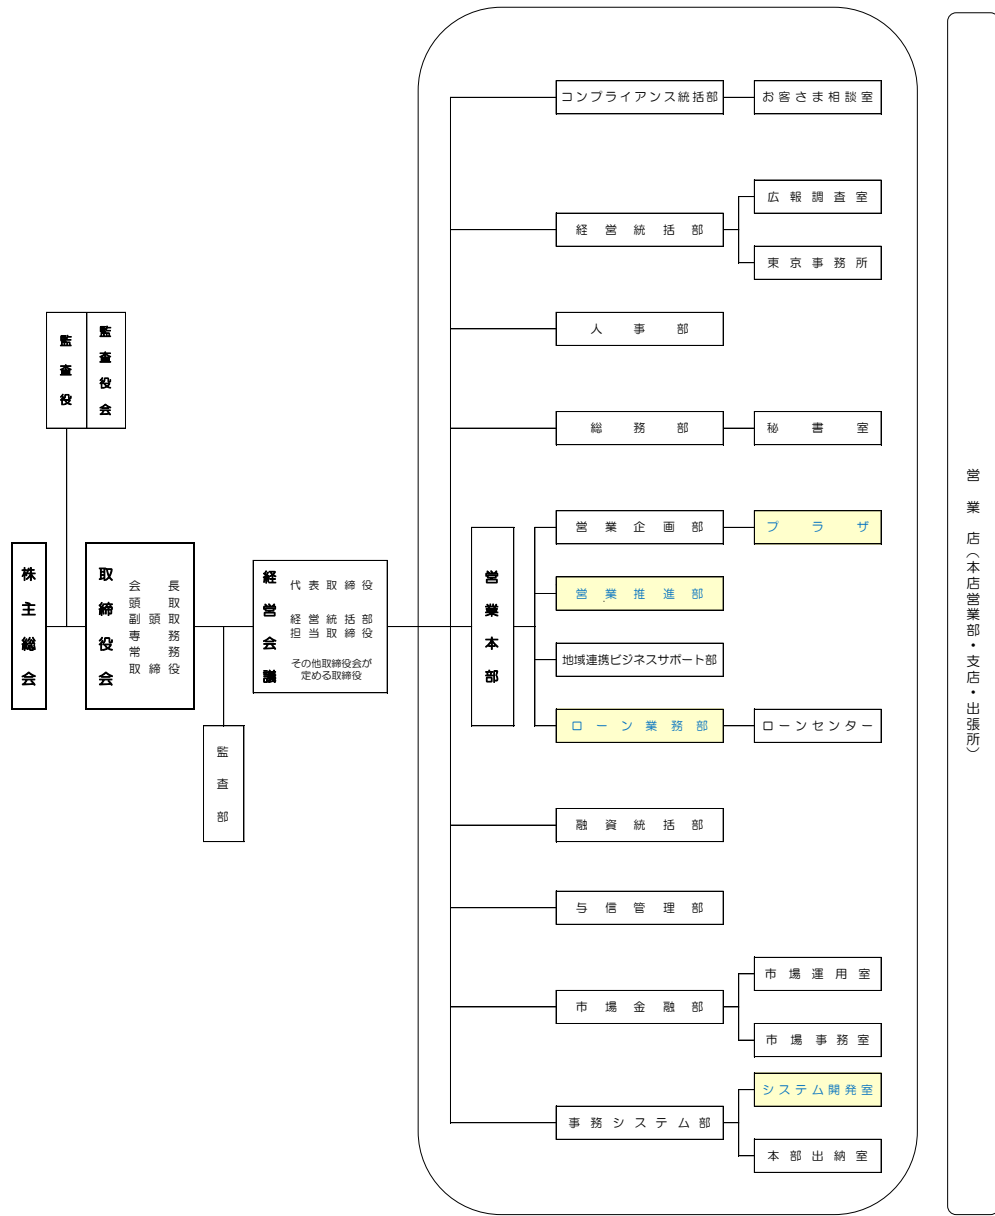 監査役
監査役会
株主総会
取締役会
会長
頭取
副頭取
専務
常務
取締役
監査部
経営会議
代表取締役
経営統括部
担当取締役
その他取締役会が
定める取締役
コンプライアンス統括部
お客さま相談室
経営統括部
広報調査室
東京事務所
人事部
総務部
秘書室
営業本部
営業企画部
プラザ
営業推進部
地域連携ビジネスサポート部
ローン業務部
ローンセンター
融資統括部
与信管理部
市場金融部
市場運用室
市場事務室
事務システム部
システム開発室
本部出納室
営業店(本店営業部・支店・出張所)